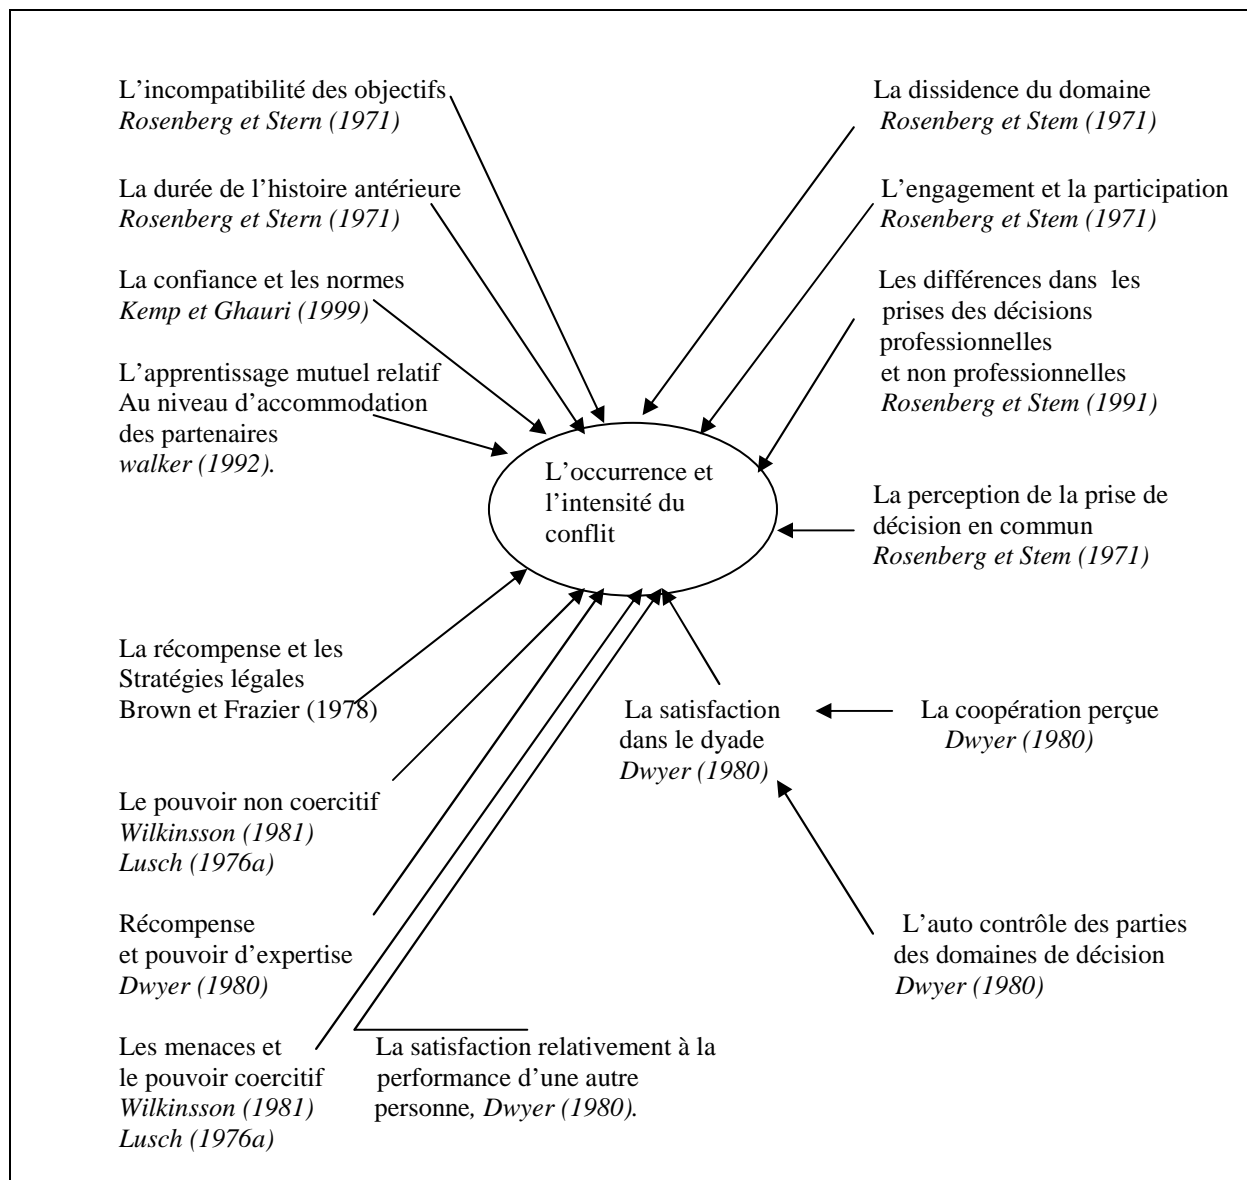 L’incompatibilité des objectifs
Rosenberg et Stern (1971)
La durée de l’histoire antérieure
Rosenberg et Stern (1971)
La confiance et les normes
Kemp et Ghauri (1999)
L’apprentissage mutuel relatif
Au niveau d’accommodation
des partenaires
walker (1992).
La dissidence du domaine
Rosenberg et Stem (1971)
L’engagement et la participation
Rosenberg et Stem (1971)
Les différences dans les
prises des décisions
professionnelles
et non professionnelles
Rosenberg et Stem (1991)
La perception de la prise de
décision en commun
Rosenberg et Stem (1971)
L’occurrence et
l’intensité du
conflit
La récompense et les
Stratégies légales
Brown et Frazier (1978)
Le pouvoir non coercitif
Wilkinsson (1981)
Lusch (1976a)
Récompense
et pouvoir d’expertise
Dwyer (1980)
Les menaces et
le pouvoir coercitif
Wilkinsson (1981)
Lusch (1976a)
La satisfaction relativement à la
performance d’une autre
personne, Dwyer (1980).
La satisfaction
dans le dyade
Dwyer (1980)
La coopération perçue
Dwyer (1980)
L’auto contrôle des parties
des domaines de décision
Dwyer (1980)